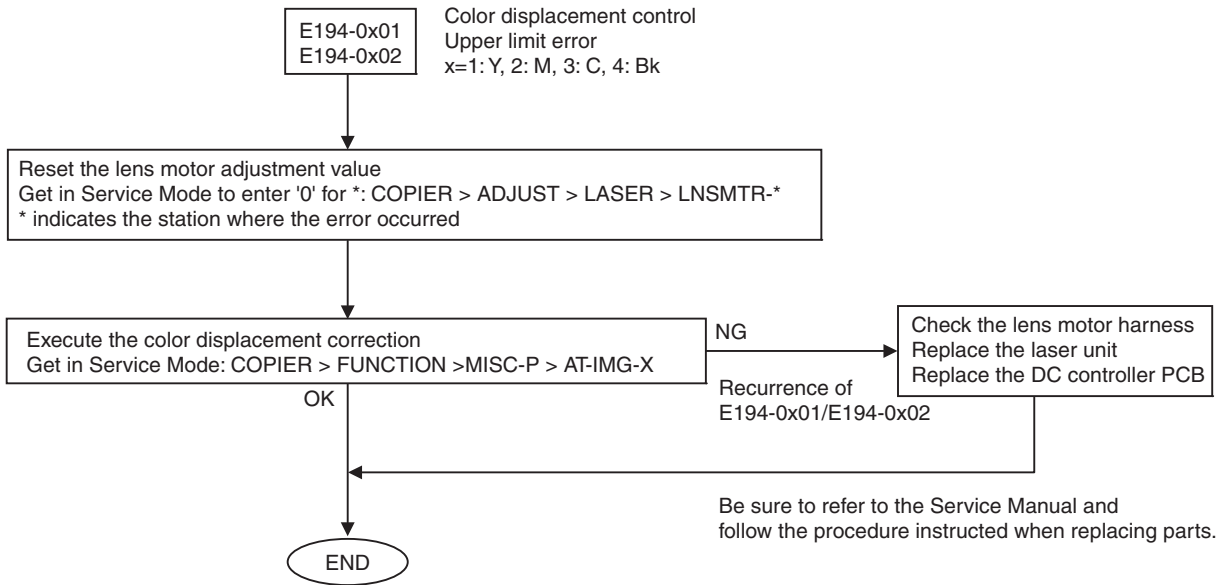 E194-0x01
E194-0x02
Color displacement control
Upper limit error
x=1: Y, 2: M, 3: C, 4: Bk
Reset the lens motor adjustment value
Get in Service Mode to enter '0' for *: COPIER > ADJUST > LASER > LNSMTR-*
* indicates the station where the error occurred
Execute the color displacement correction
Get in Service Mode: COPIER > FUNCTION >MISC-P > AT-IMG-X
NG
Recurrence of
E194-0x01/E194-0x02
Check the lens motor harness
Replace the laser unit
Replace the DC controller PCB
OK
Be sure to refer to the Service Manual and
follow the procedure instructed when replacing parts.
END